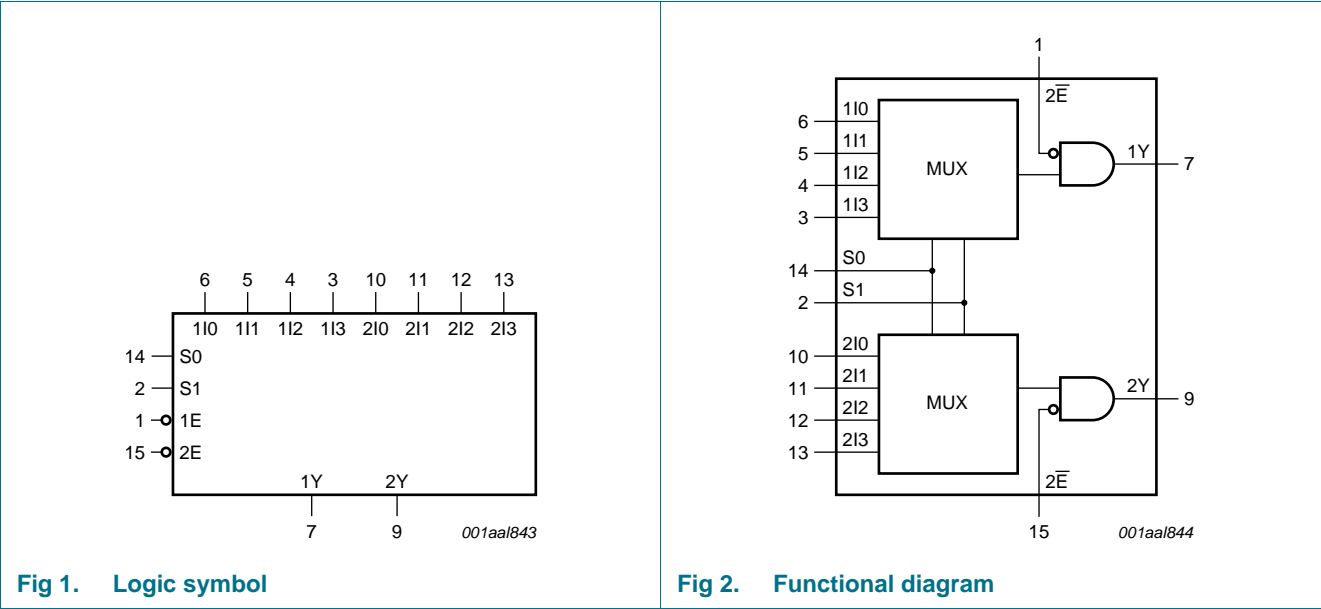 6 5 4 3 10 11 12 13
1I0 1I1 1I2 1I3 2I0 2I1 2I2 2I3
14 S0
2 S1
1 1E
15 2E
1Y 2Y
7 9 001aal843
Fig 1. Logic symbol
1
2E̅
6 1I0
5 1I1
4 1I2
3 1I3
MUX
1Y 7
14 S0
2 S1
10 2I0
11 2I1
12 2I2
13 2I3
MUX
2Y 9
2E̅
15 001aal844
Fig 2. Functional diagram